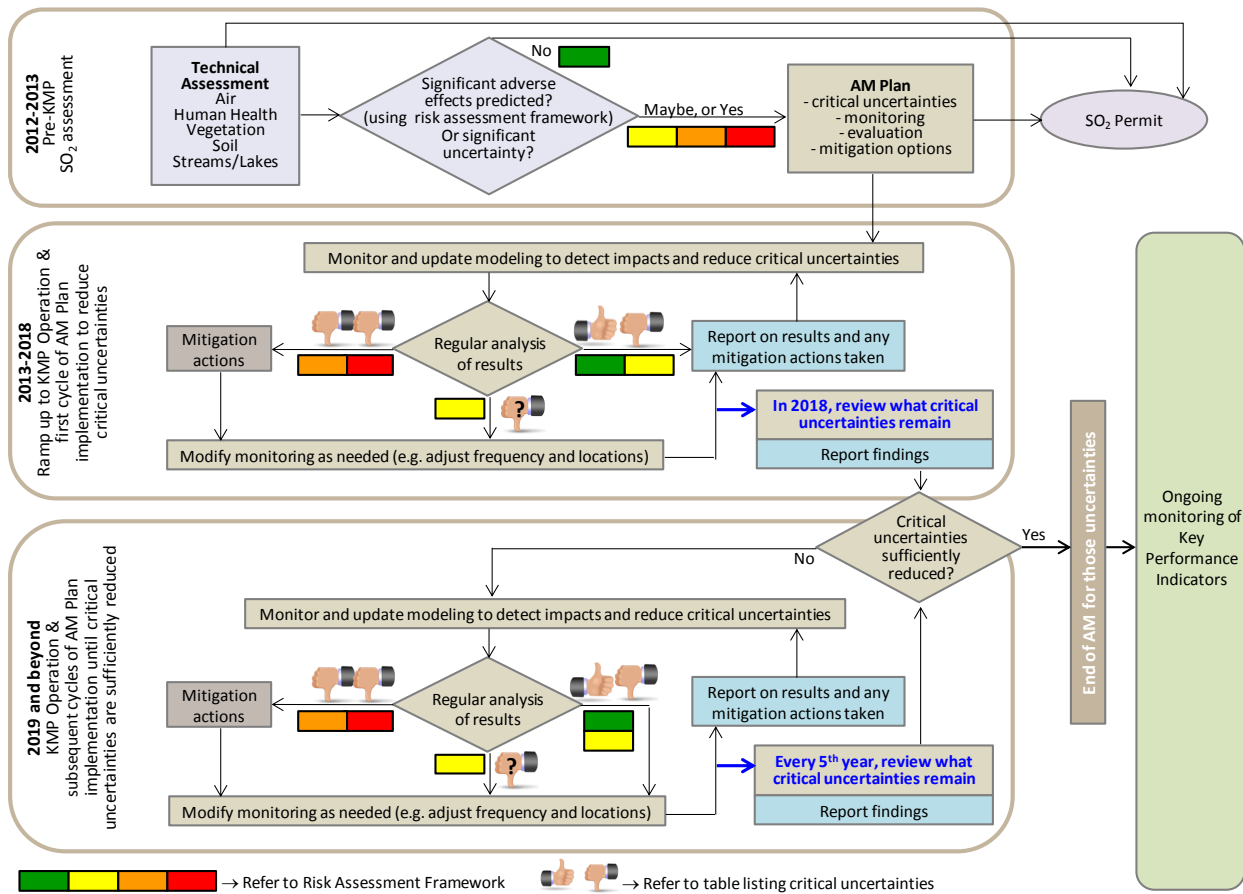 2012-2013
Pre-KMP
SO₂ assessment
Technical
Assessment
Air
Human Health
Vegetation
Soil
Streams/Lakes
Significant adverse
effects predicted?
(using risk assessment framework)
Or significant
uncertainty?
No
Maybe, or Yes
AM Plan
- critical uncertainties
- monitoring
- evaluation
- mitigation options
SO₂ Permit
2013-2018
Ramp up to KMP Operation &
first cycle of AM Plan
implementation to reduce
critical uncertainties
Monitor and update modeling to detect impacts and reduce critical uncertainties
Mitigation
actions
Regular analysis
of results
Report on results and any
mitigation actions taken
?
Modify monitoring as needed (e.g. adjust frequency and locations)
In 2018, review what critical
uncertainties remain
Report findings
Critical
uncertainties
sufficiently
reduced?
Yes
No
End of AM for those uncertainties
Ongoing
monitoring of
Key
Performance
Indicators
2019 and beyond
KMP Operation &
subsequent cycles of AM Plan
implementation until critical
uncertainties are sufficiently reduced
Monitor and update modeling to detect impacts and reduce critical uncertainties
Mitigation
actions
Regular analysis
of results
Report on results and any
mitigation actions taken
?
Modify monitoring as needed (e.g. adjust frequency and locations)
Every 5th year, review what
critical uncertainties remain
Report findings
→ Refer to Risk Assessment Framework
→ Refer to table listing critical uncertainties